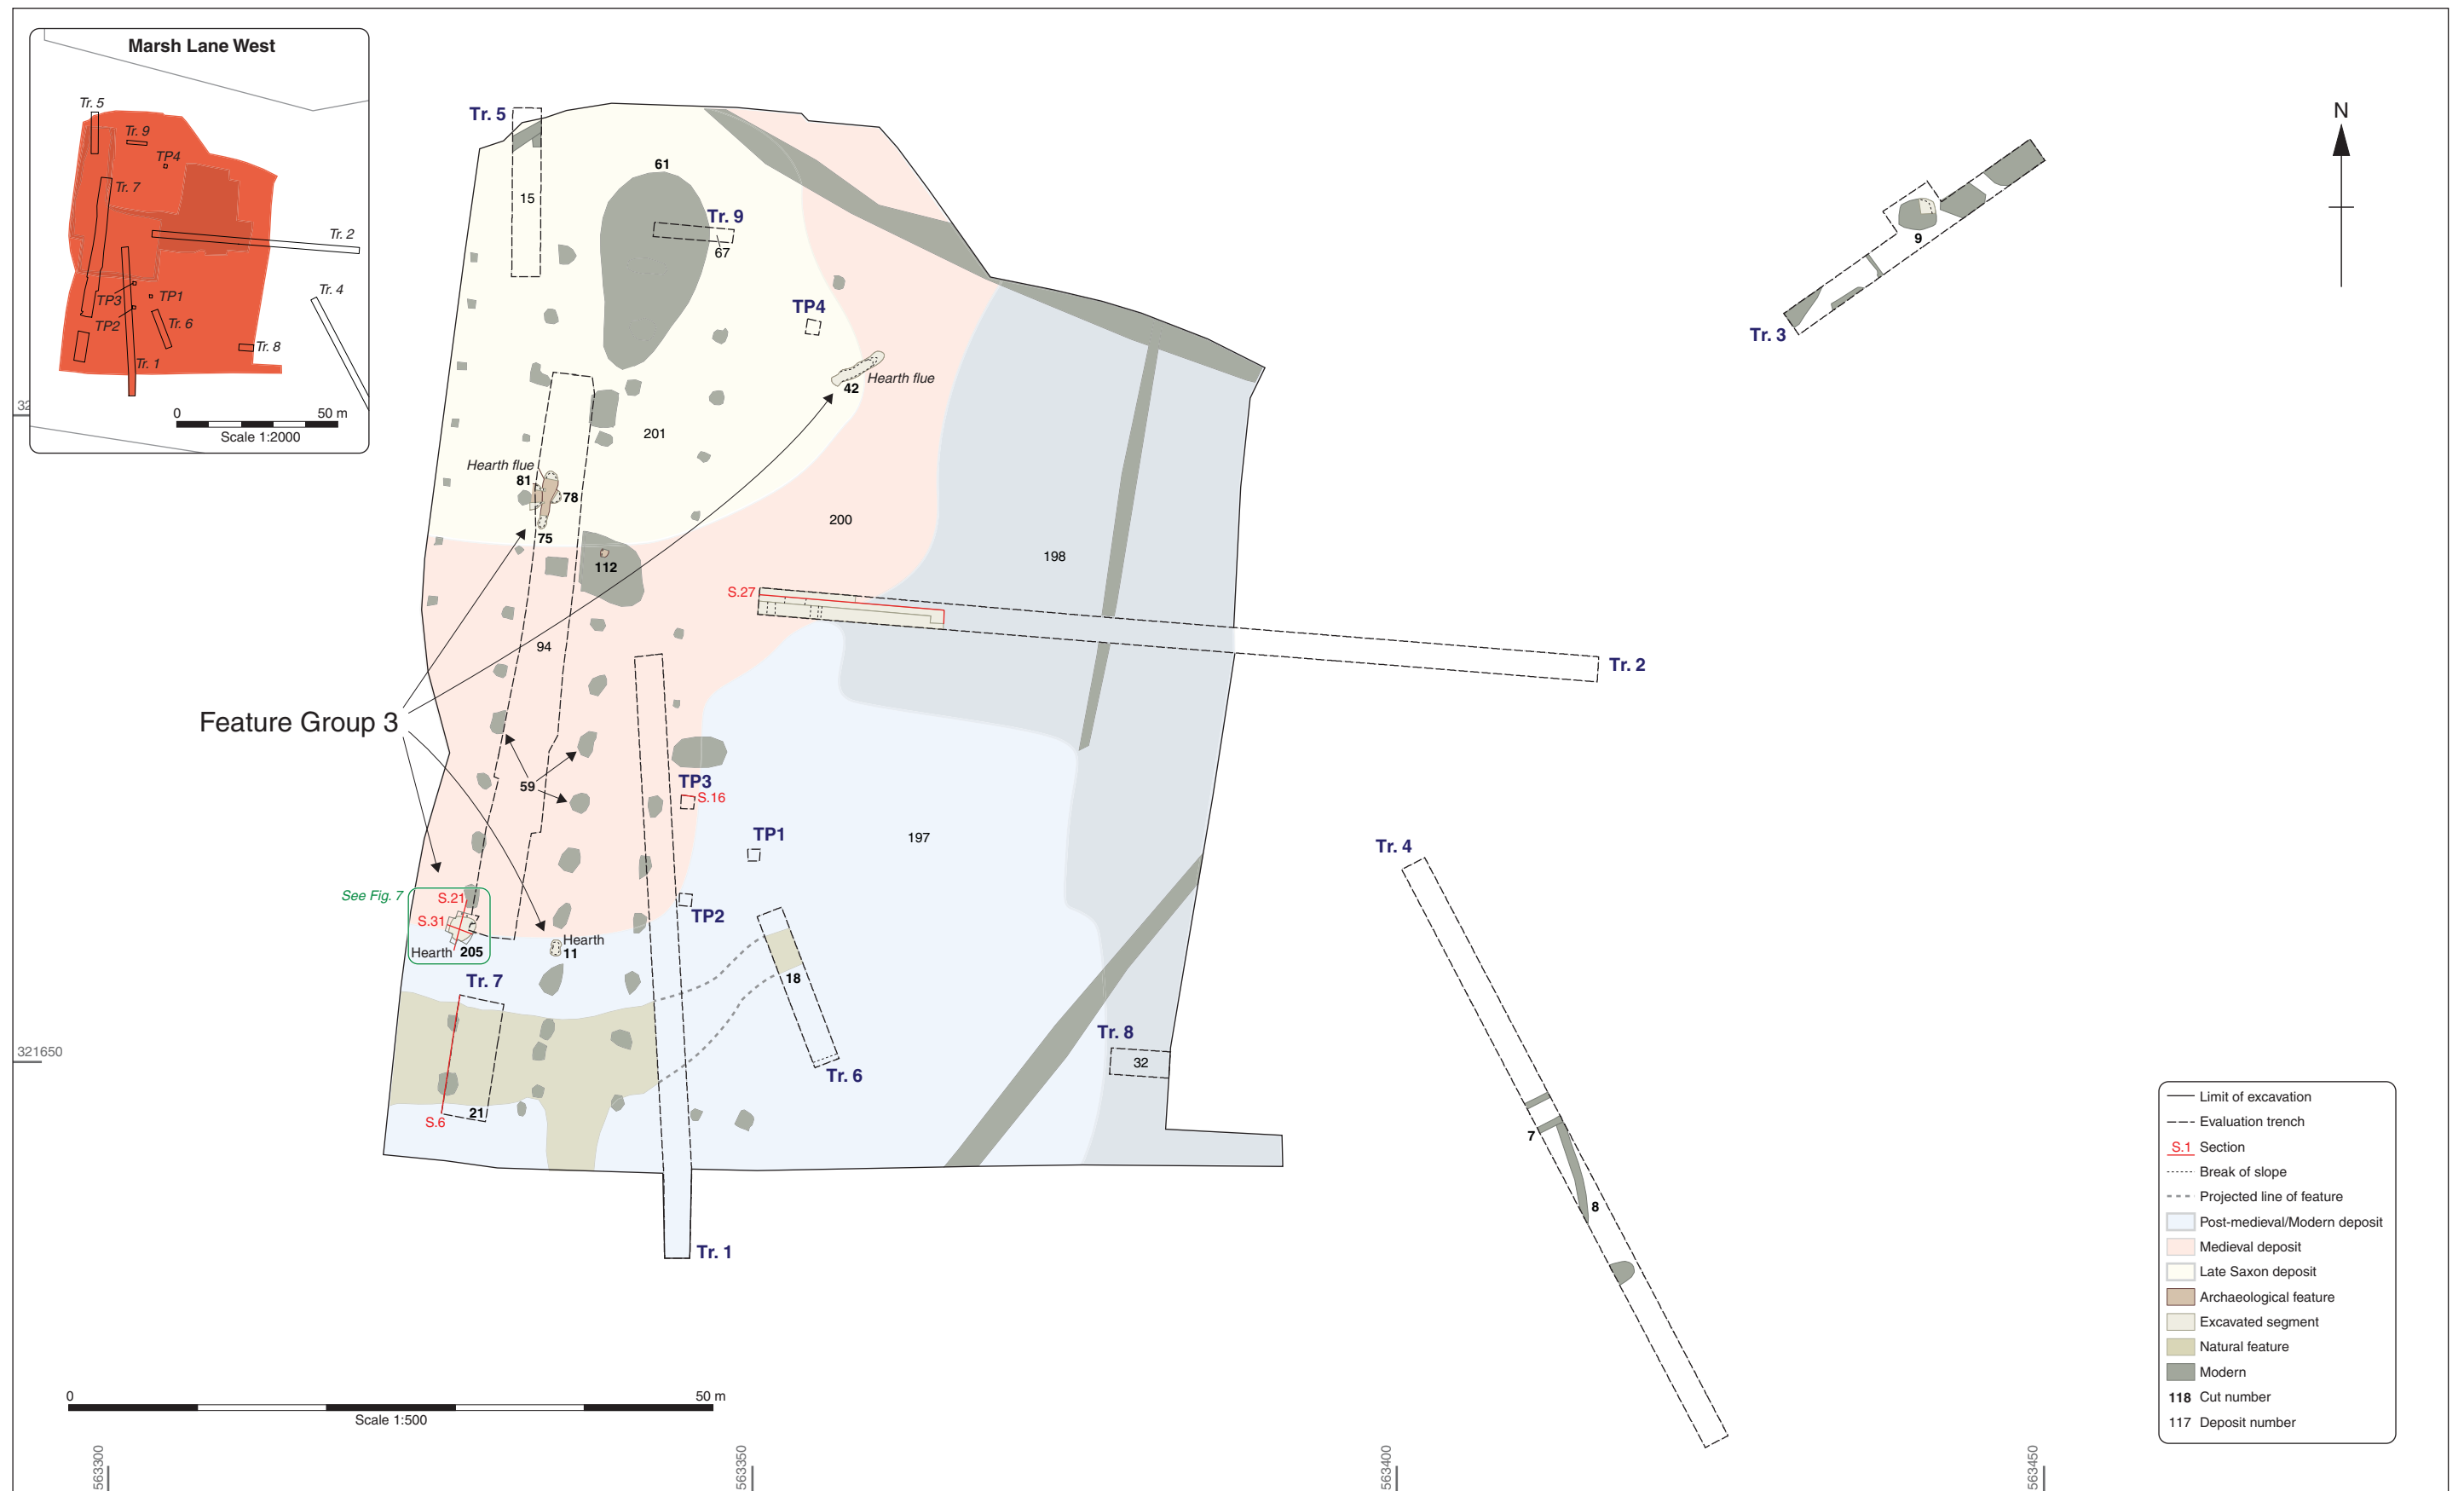 Marsh Lane West
Tr. 5
Tr. 9
TP4
Tr. 7
Tr. 2
Tr. 4
TP3
TP1
TP2
Tr. 6
Tr. 8
Tr. 1
0 50 m
Scale 1:2000
32
N
Tr. 5
61
15
Tr. 9
67
9
Tr. 3
TP4
42
Hearth flue
201
Hearth flue
81
78
75
200
112
198
S.27
94
Tr. 2
Feature Group 3
59
TP3
S.16
TP1
197
Tr. 4
See Fig. 7
S.21
S.31
TP2
Hearth
11
Hearth 205
Tr. 7
18
Tr. 8
321650
32
Tr. 6
21
S.6
7
8
Tr. 1
Limit of excavation
Evaluation trench
S.1 Section
Break of slope
Projected line of feature
Post-medieval/Modern deposit
Medieval deposit
Late Saxon deposit
Archaeological feature
Excavated segment
Natural feature
Modern
118 Cut number
117 Deposit number
0 50 m
Scale 1:500
563300
563350
563400
563450